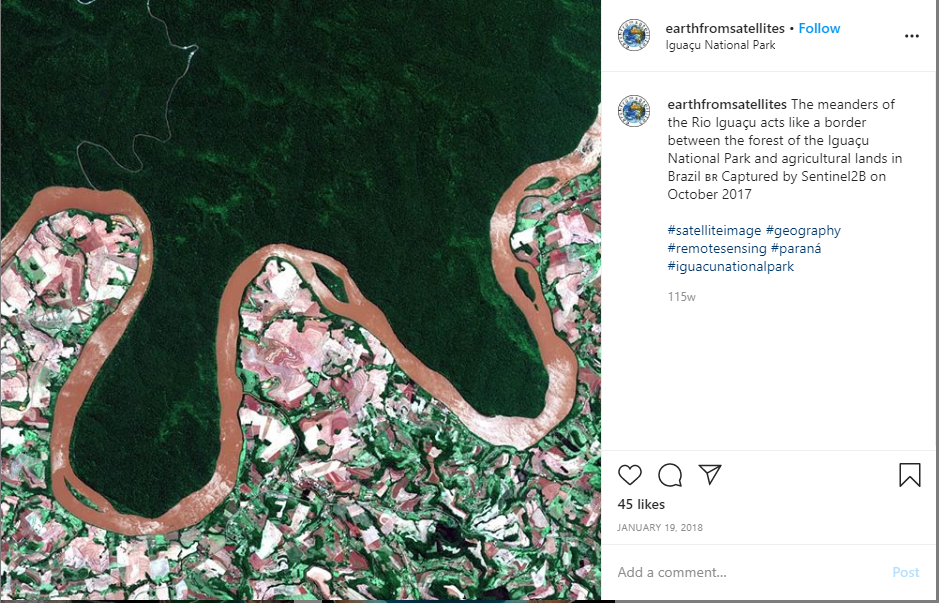 earthfromsatellites • Follow
Iguaçu National Park
earthfromsatellites The meanders of
the Rio Iguaçu acts like a border
between the forest of the Iguaçu
National Park and agricultural lands in
Brazil ʙʀ Captured by Sentinel2B on
October 2017
#satelliteimage #geography
#remotesensing #paraná
#iguacunationalpark
115w
45 likes
JANUARY 19, 2018
Add a comment...
Post